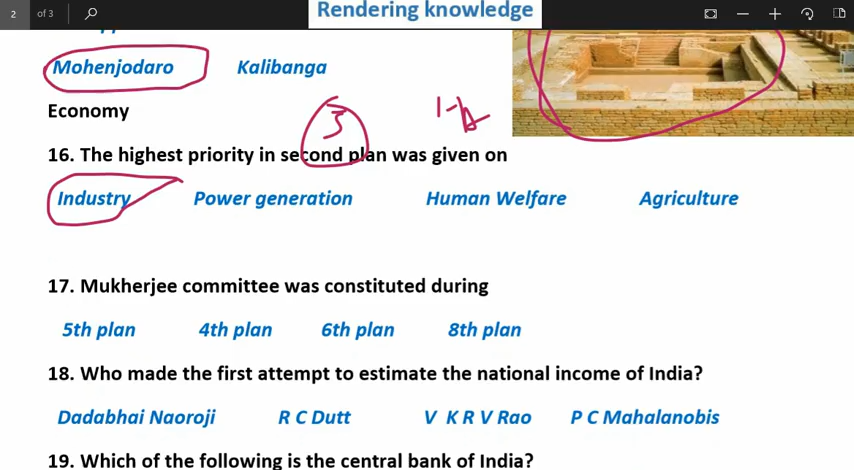 2 of 3
Rendering knowledge
Mohenjodaro Kalibanga
Economy
16. The highest priority in second plan was given on
Industry Power generation Human Welfare Agriculture
17. Mukherjee committee was constituted during
5th plan 4th plan 6th plan 8th plan
18. Who made the first attempt to estimate the national income of India?
Dadabhai Naoroji R C Dutt V K R V Rao P C Mahalanobis
19. Which of the following is the central bank of India?